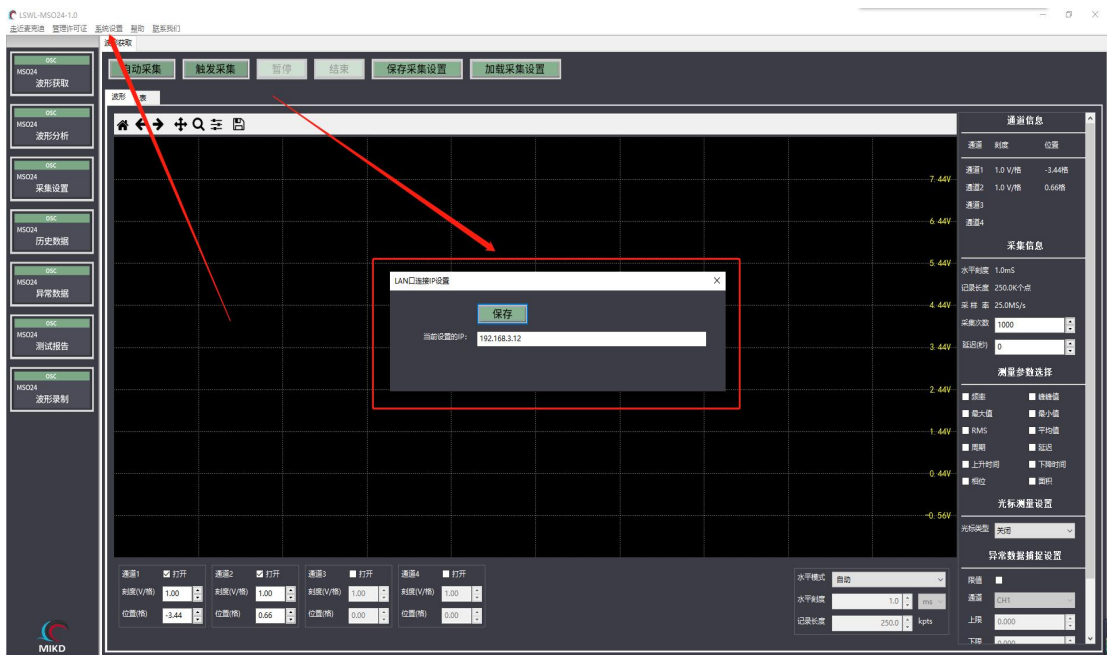 LSWL-MSO24-1.0
走近麦克迪 管理许可证 系统设置 帮助 联系我们
波形获取
OSC
MSO24
波形获取
OSC
MSO24
波形分析
OSC
MSO24
采集设置
OSC
MSO24
历史数据
OSC
MSO24
异常数据
OSC
MSO24
测试报告
OSC
MSO24
波形录制
MIKD
自动采集 触发采集 暂停 结束 保存采集设置 加载采集设置
波形 表
7.44V
6.44V
5.44V
4.44V
3.44V
2.44V
1.44V
0.44V
-0.56V
LAN口连接IP设置
保存
当前设置的IP: 192.168.3.12
通道1 打开
刻度(V/格) 1.00
位置(格) -3.44
通道2 打开
刻度(V/格) 1.00
位置(格) 0.66
通道3 打开
刻度(V/格) 1.00
位置(格) 0.00
通道4 打开
刻度(V/格) 1.00
位置(格) 0.00
水平模式 自动
水平刻度 1.0 ms
记录长度 250.0 kpts
通道信息
通道 刻度 位置
通道1 1.0 V/格 -3.44格
通道2 1.0 V/格 0.66格
通道3
通道4
采集信息
水平刻度 1.0mS
记录长度 250.0K个点
采 样 率 25.0MS/s
采集次数 1000
延迟(秒) 0
测量参数选择
频率 峰峰值
最大值 最小值
RMS 平均值
周期 延迟
上升时间 下降时间
相位 面积
光标测量设置
光标类型 关闭
异常数据捕捉设置
限值
通道 CH1
上限 0.000
下限 0.000